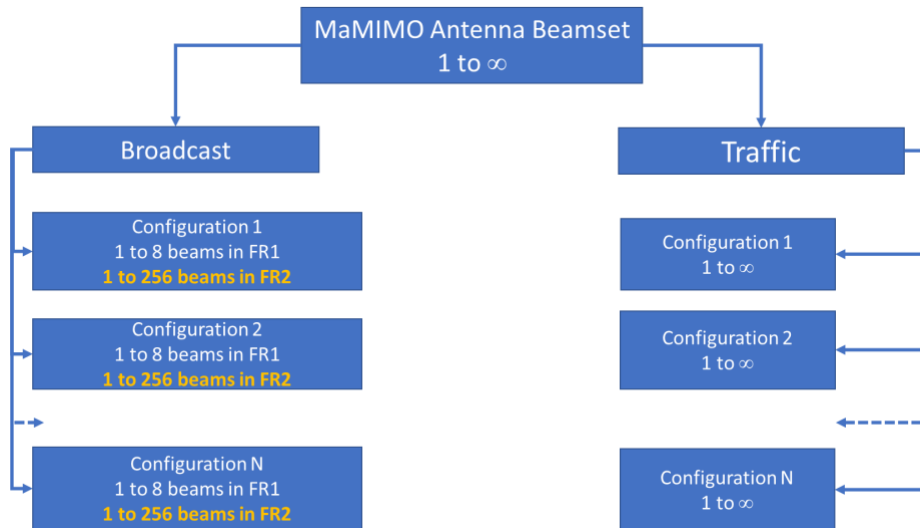 MaMIMO Antenna Beamset
1 to ∞
Broadcast
Configuration 1
1 to 8 beams in FR1
1 to 256 beams in FR2
Configuration 2
1 to 8 beams in FR1
1 to 256 beams in FR2
Configuration N
1 to 8 beams in FR1
1 to 256 beams in FR2
Traffic
Configuration 1
1 to ∞
Configuration 2
1 to ∞
Configuration N
1 to ∞